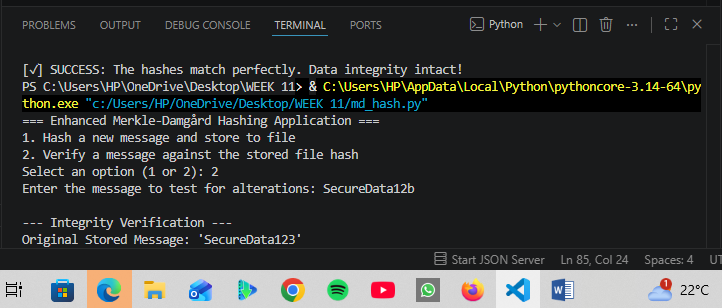 PROBLEMS OUTPUT DEBUG CONSOLE TERMINAL PORTS Python
[✓] SUCCESS: The hashes match perfectly. Data integrity intact!
PS C:\Users\HP\OneDrive\Desktop\WEEK 11> & C:\Users\HP\AppData\Local\Python\pythoncore-3.14-64\py
thon.exe "c:/Users/HP/OneDrive/Desktop/WEEK 11/md_hash.py"
=== Enhanced Merkle-Damgård Hashing Application ===
1. Hash a new message and store to file
2. Verify a message against the stored file hash
Select an option (1 or 2): 2
Enter the message to test for alterations: SecureData12b
--- Integrity Verification ---
Original Stored Message: 'SecureData123'
Start JSON Server Ln 85, Col 24 Spaces: 4 UT
1 22°C